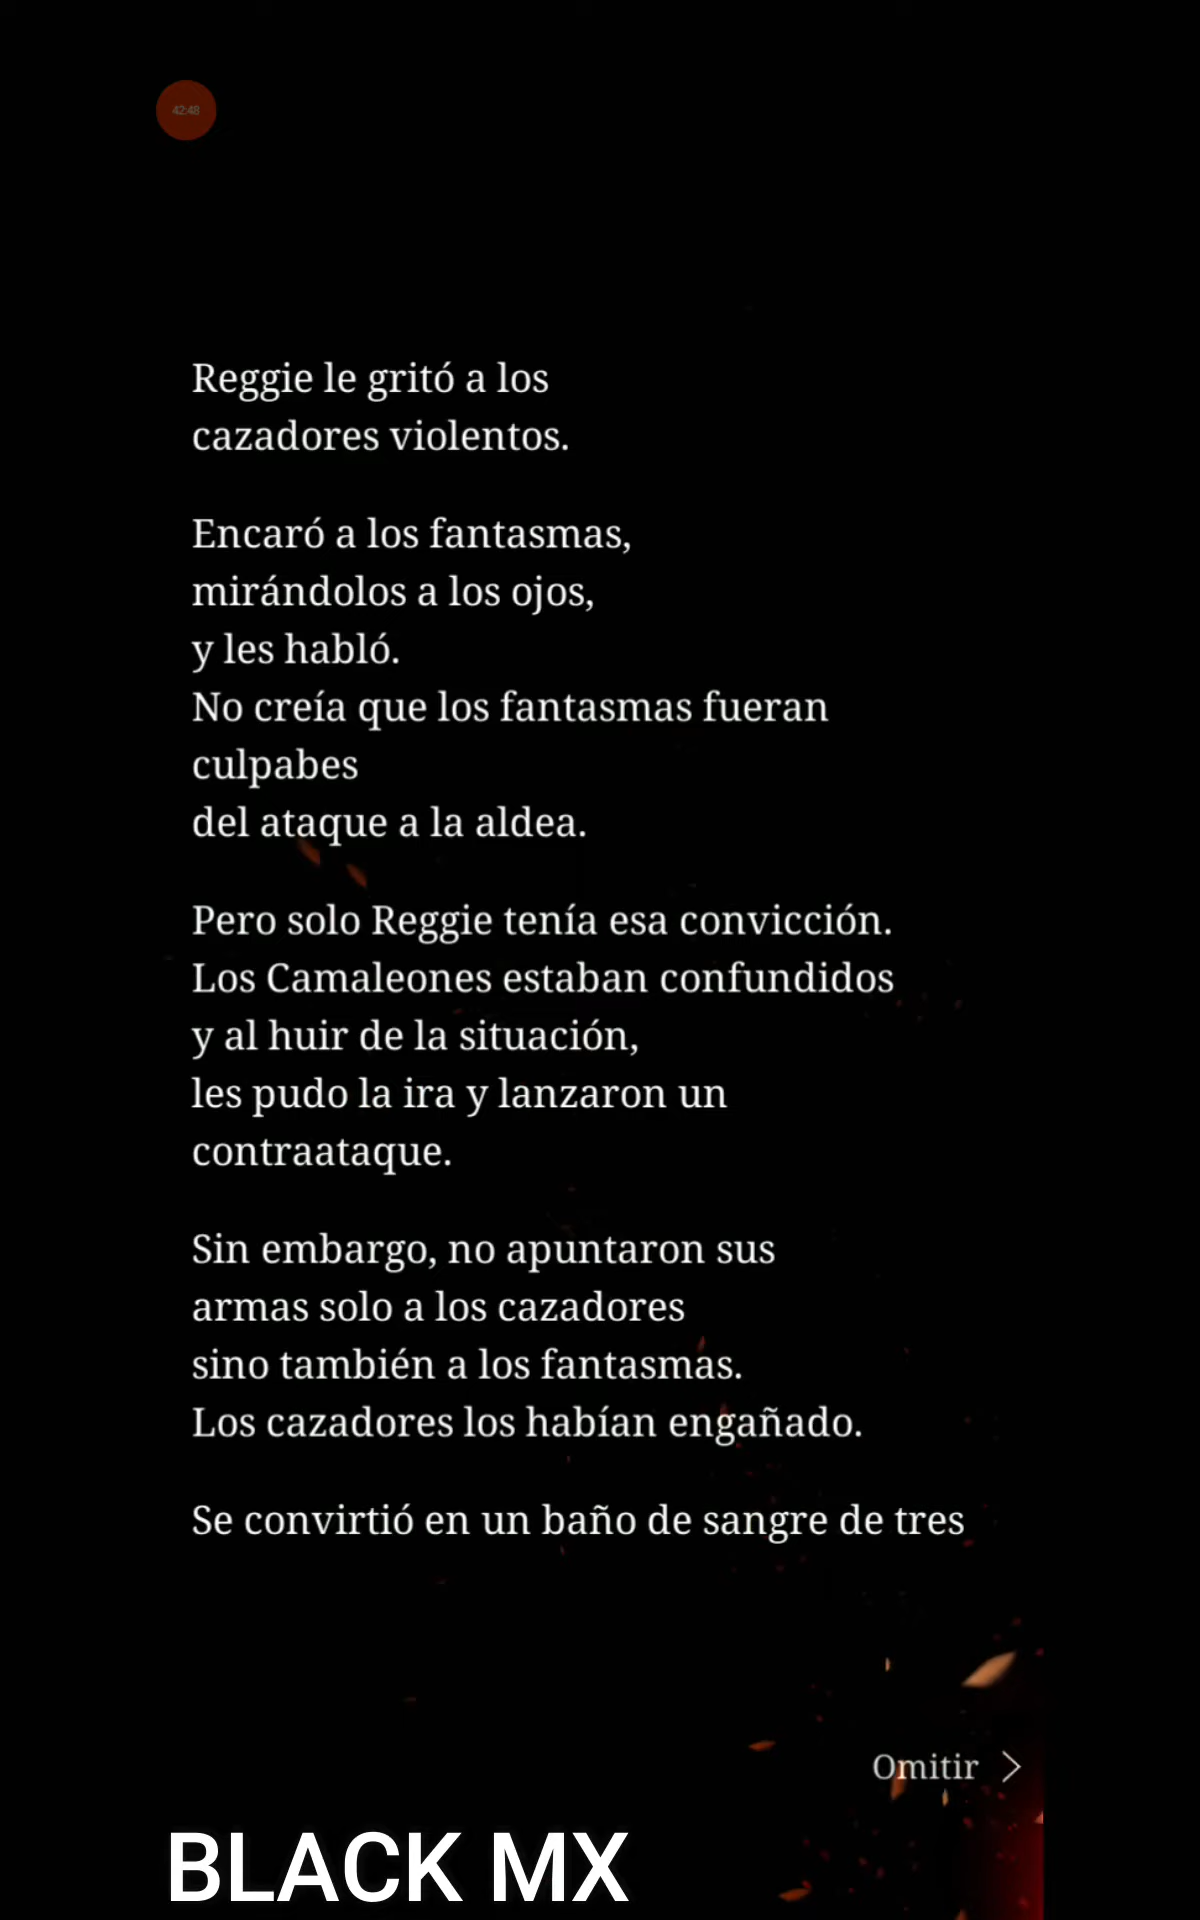 42:48
Reggie le gritó a los
cazadores violentos.
Encaró a los fantasmas,
mirándolos a los ojos,
y les habló.
No creía que los fantasmas fueran
culpabes
del ataque a la aldea.
Pero solo Reggie tenía esa convicción.
Los Camaleones estaban confundidos
y al huir de la situación,
les pudo la ira y lanzaron un
contraataque.
Sin embargo, no apuntaron sus
armas solo a los cazadores
sino también a los fantasmas.
Los cazadores los habían engañado.
Se convirtió en un baño de sangre de tres
Omitir
BLACK MX